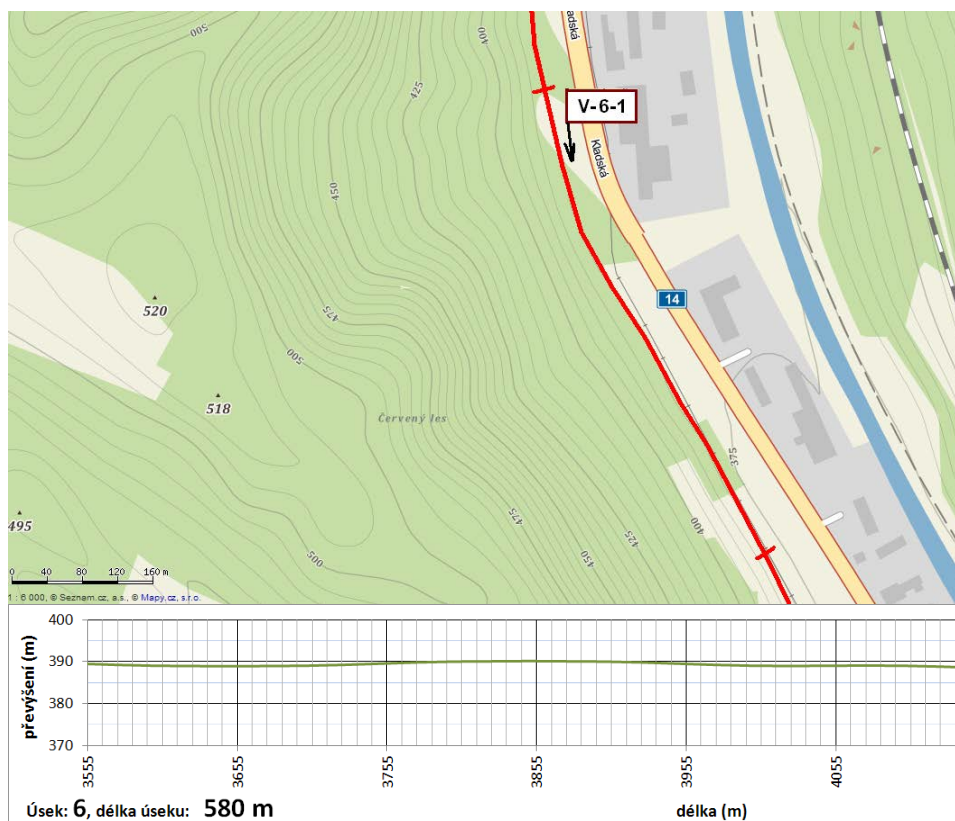 500
adská
400
425
V-6-1
Kladská
450
14
520
475
500
518
Červený les
375
495
475
400
425
450
505
0 40 80 120 160 m
1 : 6 000, © Seznam.cz, a.s., © Mapy.cz, s.r.o.
převýšení (m)
400
390
380
370
3555
3655
3755
3855
3955
4055
Úsek: 6, délka úseku: 580 m
délka (m)